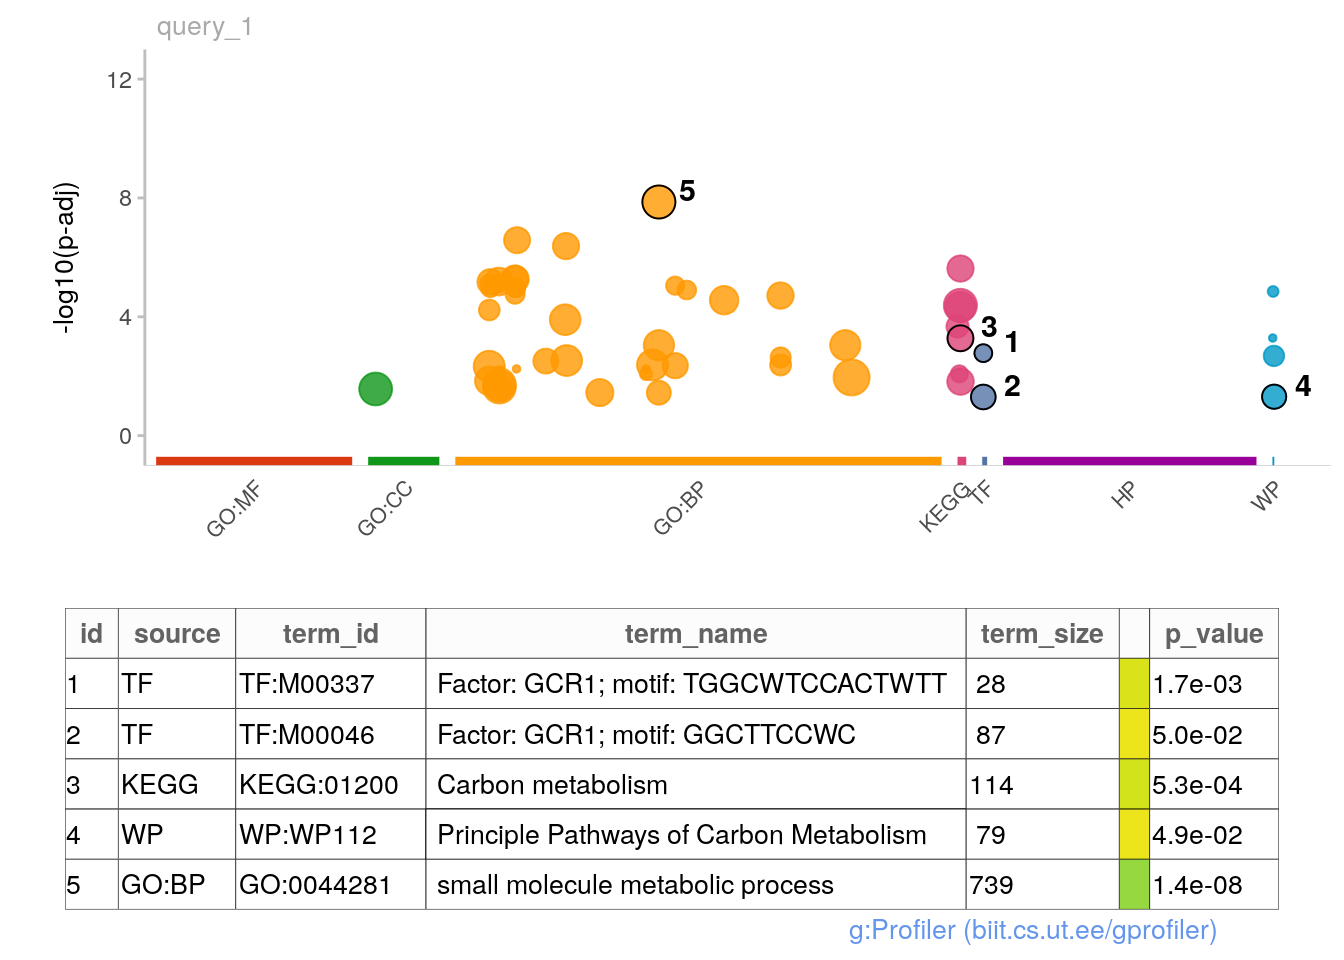 query_1
12
8
4
0
-log10(p-adj)
5
3
1
2
4
GO:MF
GO:CC
GO:BP
KEGG
TF
HP
WP
id source term_id term_name term_size p_value
1 TF TF:M00337 Factor: GCR1; motif: TGGCWTCCACTWTT 28 1.7e-03
2 TF TF:M00046 Factor: GCR1; motif: GGCTTCCWC 87 5.0e-02
3 KEGG KEGG:01200 Carbon metabolism 114 5.3e-04
4 WP WP:WP112 Principle Pathways of Carbon Metabolism 79 4.9e-02
5 GO:BP GO:0044281 small molecule metabolic process 739 1.4e-08
g:Profiler (biit.cs.ut.ee/gprofiler)